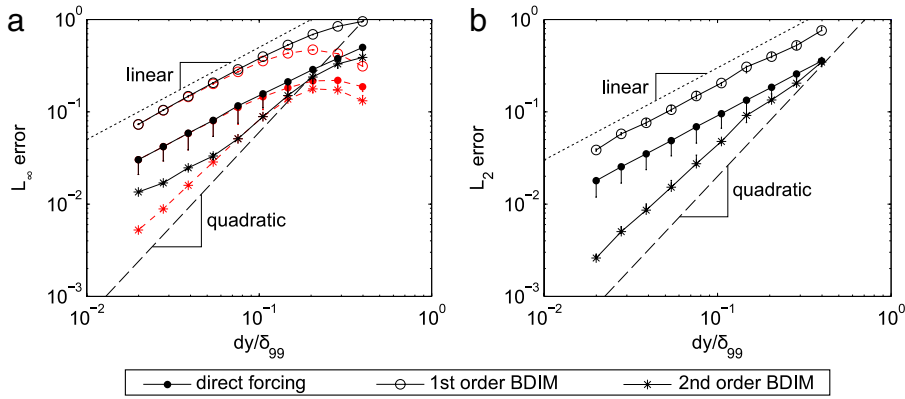 a
10^0
10^-1
10^-2
10^-3
L∞ error
linear
quadratic
10^-2
10^-1
10^0
dy/δ99
b
10^0
10^-1
10^-2
10^-3
L2 error
linear
quadratic
10^-2
10^-1
10^0
dy/δ99
direct forcing
1st order BDIM
2nd order BDIM